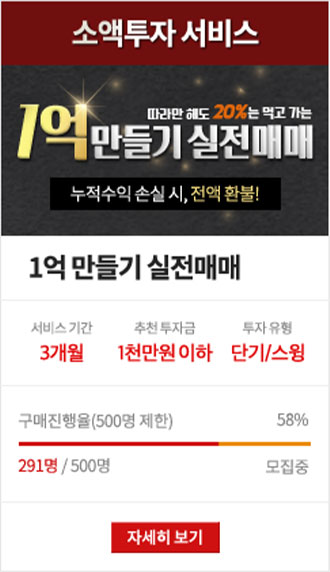 소액투자 서비스
따라만 해도 20%는 먹고 가는
1억 만들기 실전매매
누적수익 손실 시, 전액 환불!
1억 만들기 실전매매
서비스 기간 추천 투자금 투자 유형
3개월 1천만원 이하 단기/스윙
구매진행율(500명 제한) 58%
291명 / 500명 모집중
자세히 보기